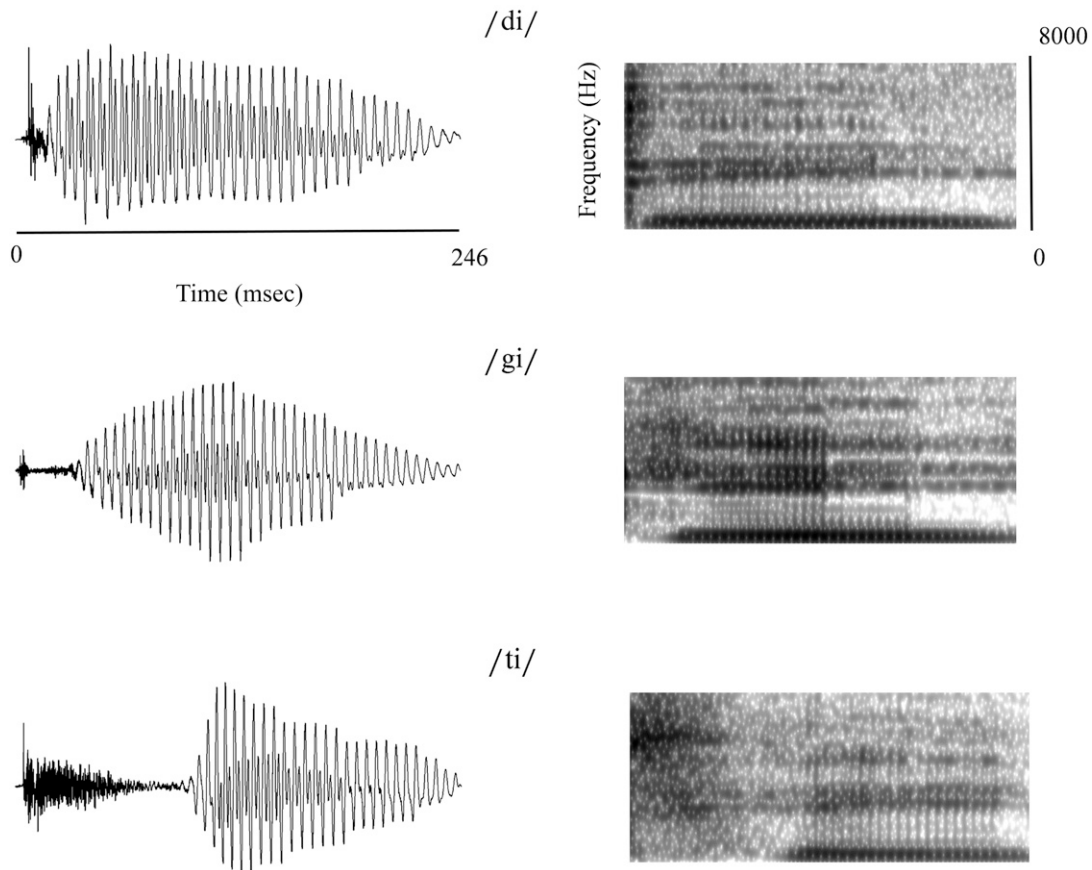 /di/
8000
Frequency (Hz)
0
246
0
Time (msec)
/gi/
/ti/